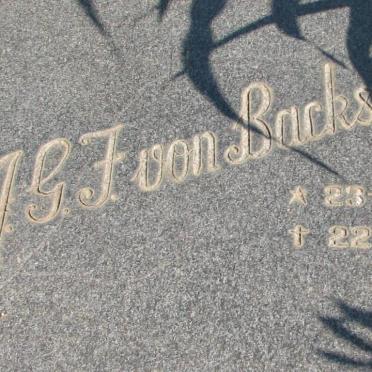 J.G.F. von Backs
* 23-
† 22